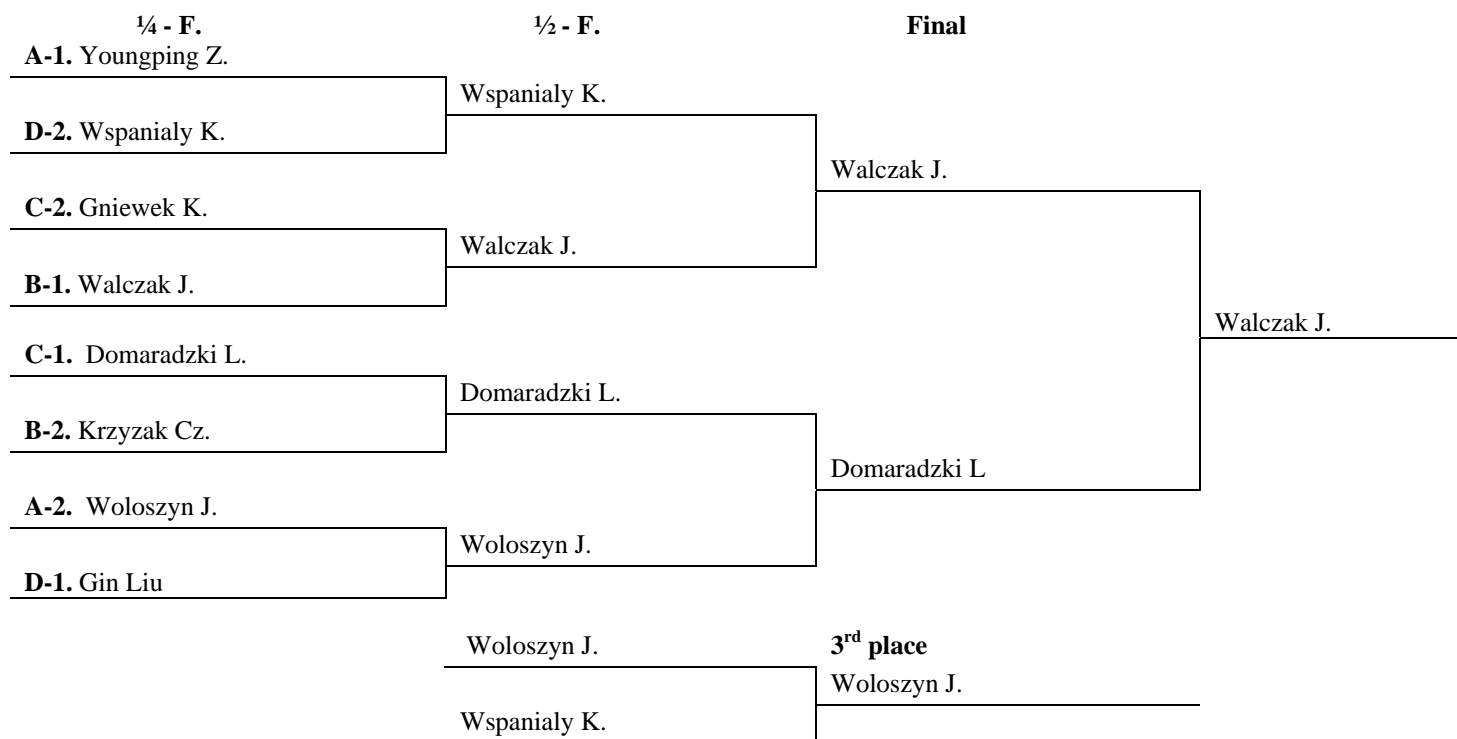 ¼ - F. ½ - F. Final
A-1. Youngping Z.
Wspanialy K.
D-2. Wspanialy K.
Walczak J.
C-2. Gniewek K.
Walczak J.
B-1. Walczak J.
Walczak J.
C-1. Domaradzki L.
Domaradzki L.
B-2. Krzyzak Cz.
Domaradzki L
A-2. Woloszyn J.
Woloszyn J.
D-1. Gin Liu
Woloszyn J. 3rd place
Woloszyn J.
Wspanialy K.